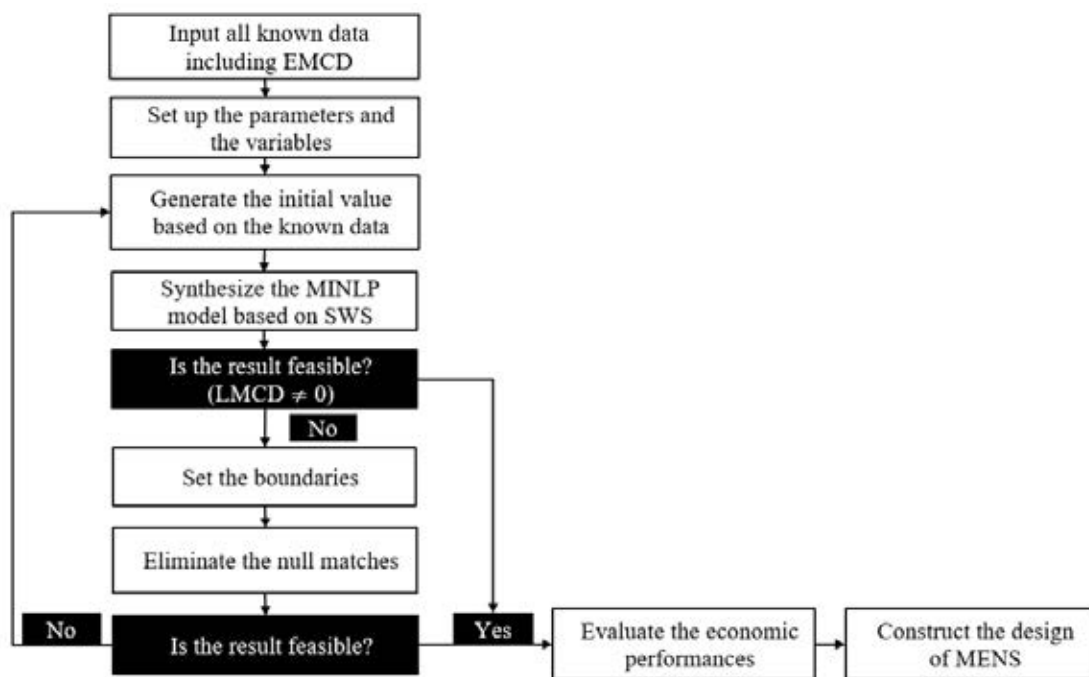 Input all known data
including EMCD
Set up the parameters and
the variables
Generate the initial value
based on the known data
Synthesize the MINLP
model based on SWS
Is the result feasible?
(LMCD ≠ 0)
No
Set the boundaries
Eliminate the null matches
No
Is the result feasible?
Yes
Evaluate the economic
performances
Construct the design
of MENS